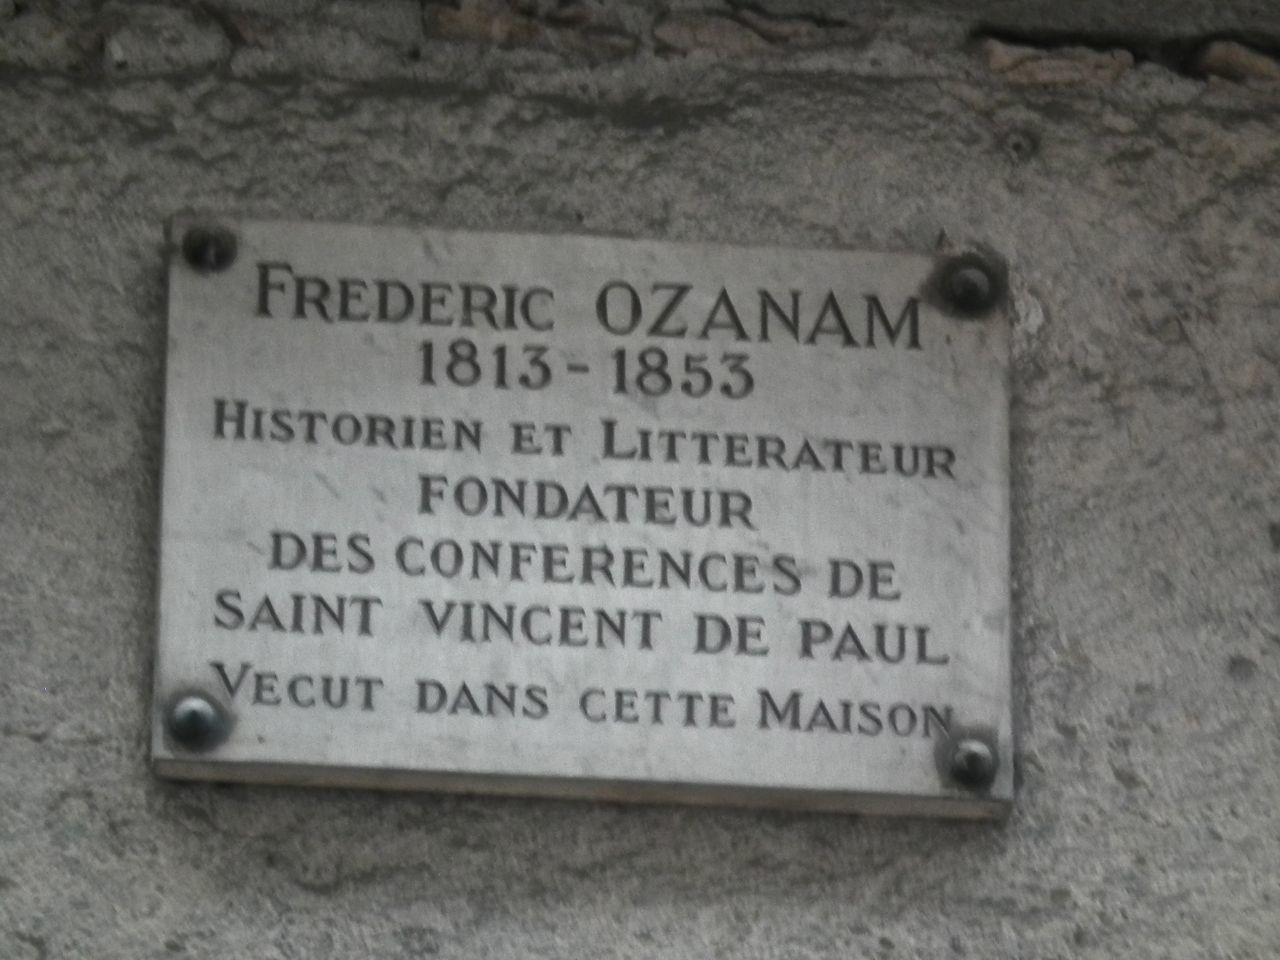 FREDERIC OZANAM
1813-1853
HISTORIEN ET LITTERATEUR
FONDATEUR
DES CONFERENCES DE
SAINT VINCENT DE PAUL
VECUT DANS CETTE MAISON